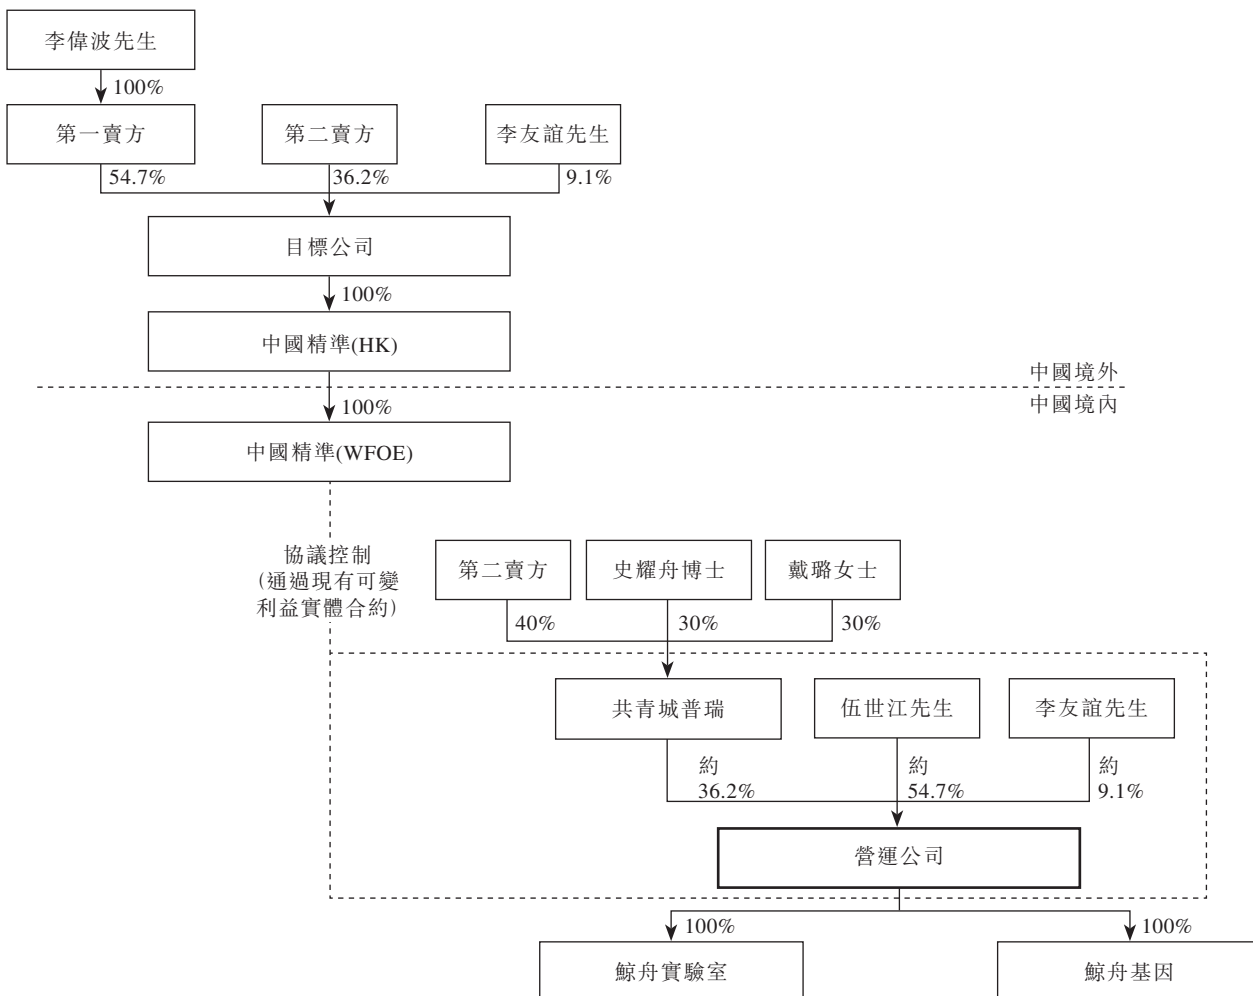 李偉波先生
100%
第一賣方
第二賣方
李友誼先生
54.7%
36.2%
9.1%
目標公司
100%
中國精準(HK)
中國境外
100%
中國境內
中國精準(WFOE)
協議控制
(通過現有可變
利益實體合約)
第二賣方
史耀舟博士
戴璐女士
40%
30%
30%
共青城普瑞
伍世江先生
李友誼先生
約
36.2%
約
54.7%
約
9.1%
營運公司
100%
100%
鯨舟實驗室
鯨舟基因